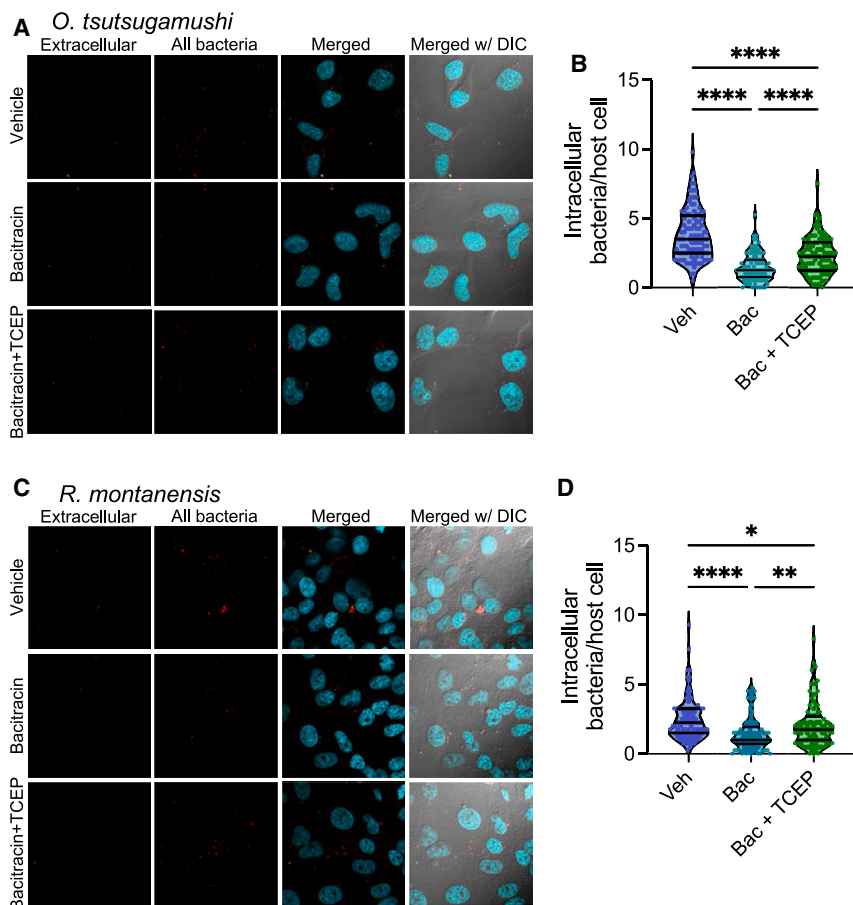 A
O. tsutsugamushi
Extracellular All bacteria Merged Merged w/ DIC
Vehicle
Bacitracin
Bacitracin+TCEP
B
****
**** ****
Intracellular
bacteria/host cell
15
10
5
0
Veh
Bac
Bac + TCEP
C
R. montanensis
Extracellular All bacteria Merged Merged w/ DIC
Vehicle
Bacitracin
Bacitracin+TCEP
D
*
**** **
Intracellular
bacteria/host cell
15
10
5
0
Veh
Bac
Bac + TCEP